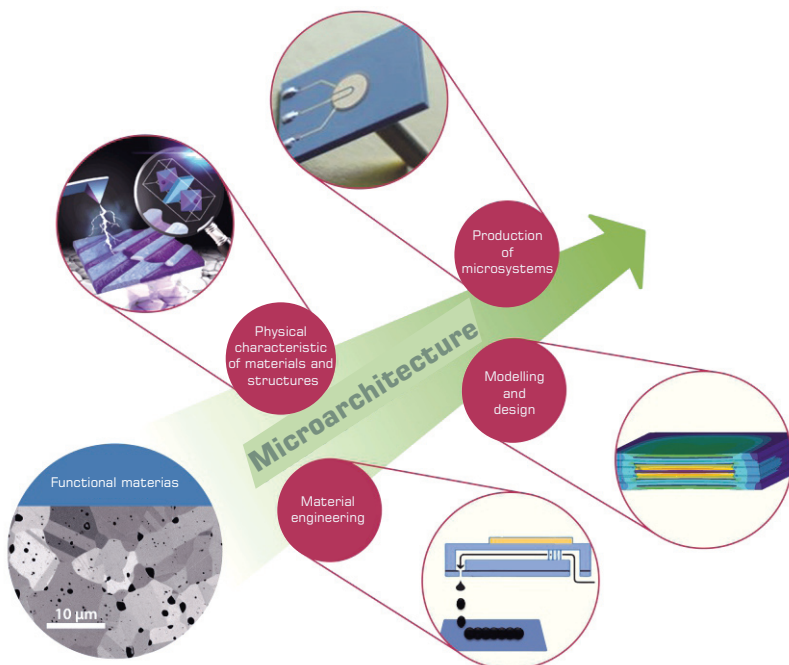 Production
of
microsystems
Physical
characteristic
of materials and
structures
Microarchitecture
Modelling
and
design
Functional materias
Material
engineering
10 µm